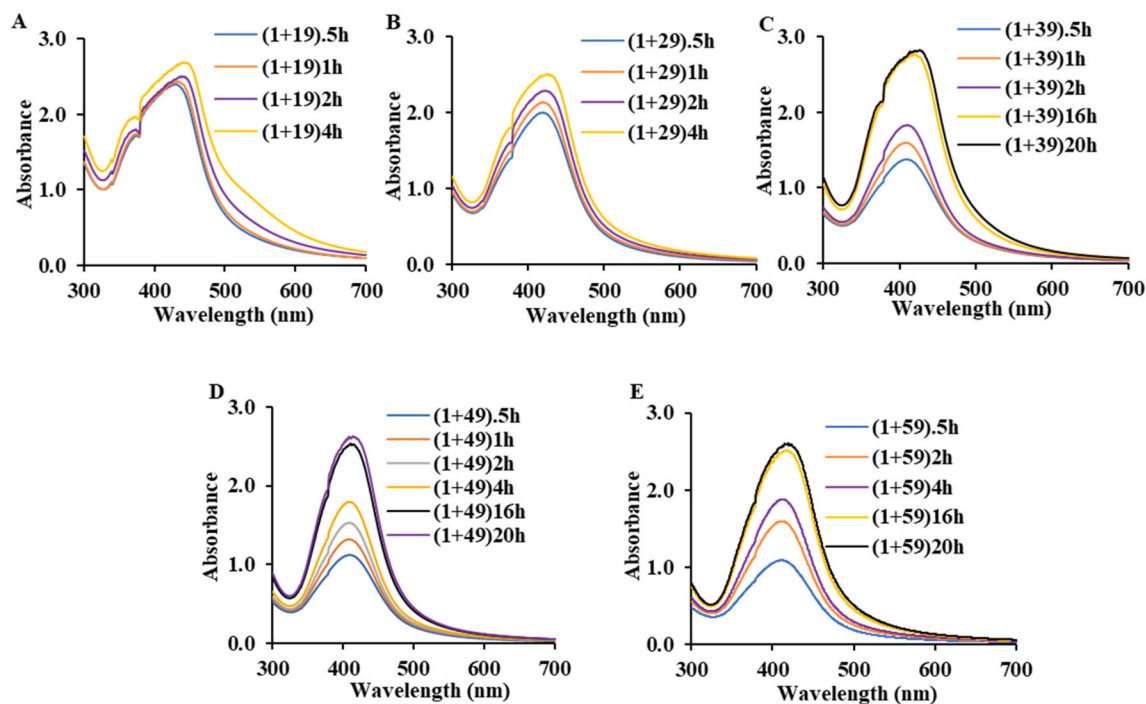 A
(1+19).5h
(1+19)1h
(1+19)2h
(1+19)4h
3.0
2.0
1.0
0.0
Absorbance
300 400 500 600 700
Wavelength (nm)
B
(1+29).5h
(1+29)1h
(1+29)2h
(1+29)4h
3.0
2.0
1.0
0.0
Absorbance
300 400 500 600 700
Wavelength (nm)
C
(1+39).5h
(1+39)1h
(1+39)2h
(1+39)16h
(1+39)20h
3.0
2.0
1.0
0.0
Absorbance
300 400 500 600 700
Wavelength (nm)
D
(1+49).5h
(1+49)1h
(1+49)2h
(1+49)4h
(1+49)16h
(1+49)20h
3.0
2.0
1.0
0.0
Absorbance
300 400 500 600 700
Wavelength (nm)
E
(1+59).5h
(1+59)2h
(1+59)4h
(1+59)16h
(1+59)20h
3.0
2.0
1.0
0.0
Absorbance
300 400 500 600 700
Wavelength (nm)